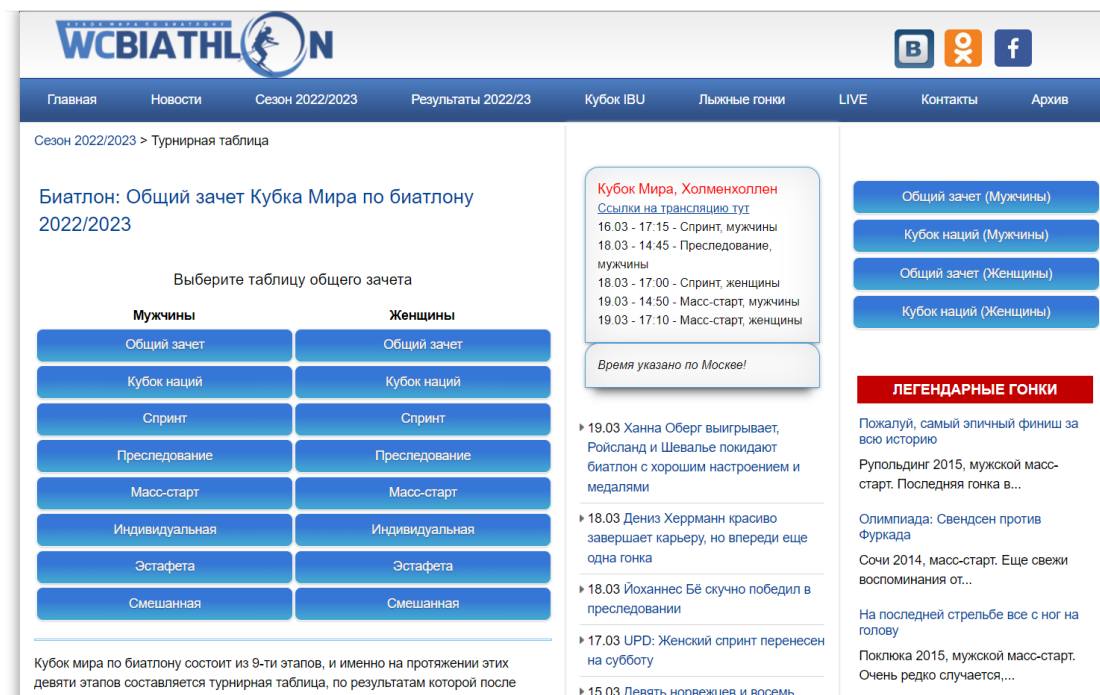 КУБОК МИРА ПО БИАТЛОНУ
WCBIATHLON
Главная
Новости
Сезон 2022/2023
Результаты 2022/23
Кубок IBU
Лыжные гонки
LIVE
Контакты
Архив
Сезон 2022/2023 > Турнирная таблица
Биатлон: Общий зачет Кубка Мира по биатлону
2022/2023
Выберите таблицу общего зачета
Мужчины
Женщины
Общий зачет
Общий зачет
Кубок наций
Кубок наций
Спринт
Спринт
Преследование
Преследование
Масс-старт
Масс-старт
Индивидуальная
Индивидуальная
Эстафета
Эстафета
Смешанная
Смешанная
Кубок мира по биатлону состоит из 9-ти этапов, и именно на протяжении этих
девяти этапов составляется турнирная таблица, по результатам которой после
Кубок Мира, Холменхоллен
Ссылки на трансляцию тут
16.03 - 17:15 - Спринт, мужчины
18.03 - 14:45 - Преследование,
мужчины
18.03 - 17:00 - Спринт, женщины
19.03 - 14:50 - Масс-старт, мужчины
19.03 - 17:10 - Масс-старт, женщины
Время указано по Москве!
19.03 Ханна Оберг выигрывает,
Ройсланд и Шевалье покидают
биатлон с хорошим настроением и
медалями
18.03 Дениз Херрманн красиво
завершает карьеру, но впереди еще
одна гонка
18.03 Йоханнес Бё скучно победил в
преследовании
17.03 UPD: Женский спринт перенесен
на субботу
15.03 Девять норвежцев и восемь
Общий зачет (Мужчины)
Кубок наций (Мужчины)
Общий зачет (Женщины)
Кубок наций (Женщины)
ЛЕГЕНДАРНЫЕ ГОНКИ
Пожалуй, самый эпичный финиш за
всю историю
Рупольдинг 2015, мужской масс-
старт. Последняя гонка в...
Олимпиада: Свендсен против
Фуркада
Сочи 2014, масс-старт. Еще свежи
воспоминания от...
На последней стрельбе все с ног на
голову
Поклюка 2015, мужской масс-старт.
Очень редко случается,...